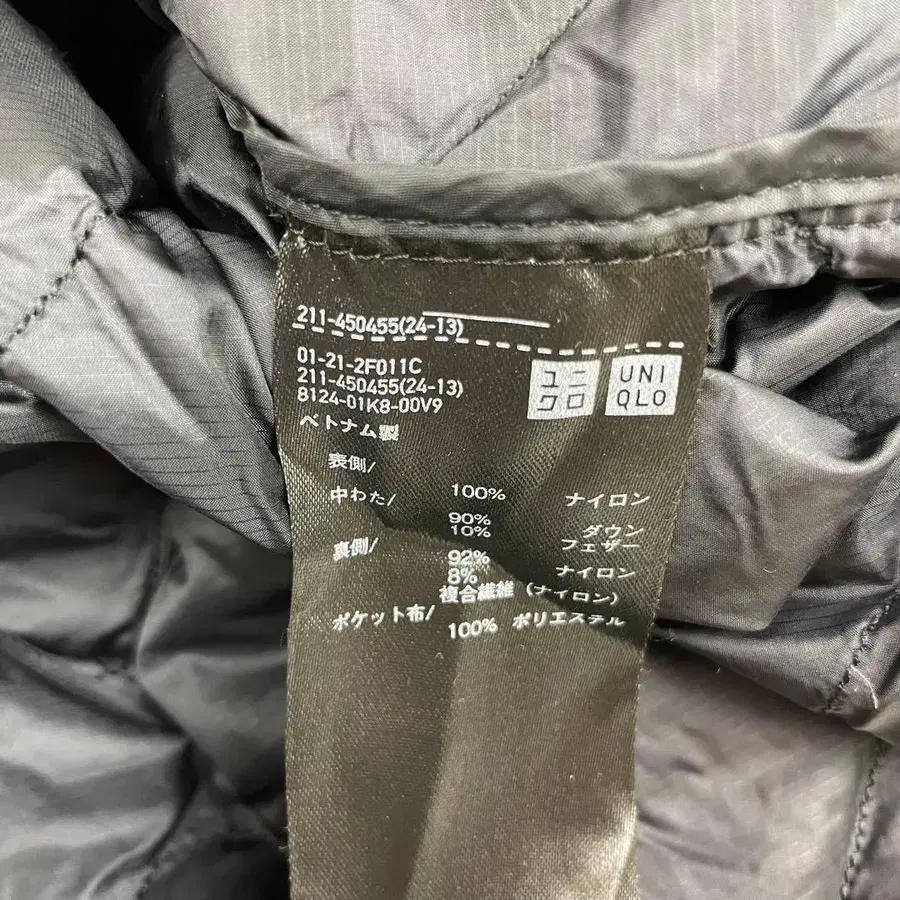 211-450455(24-13)
01-21-2F011C
211-450455(24-13)
8124-01K8-00V9
ベトナム製
ユニ
クロ
UNI
QLO
表側/
100% ナイロン
中わた/
90% ダウン
10% フェザー
裏側/
92% ナイロン
8%
複合繊維 (ナイロン)
ポケット布/
100% ポリエステル